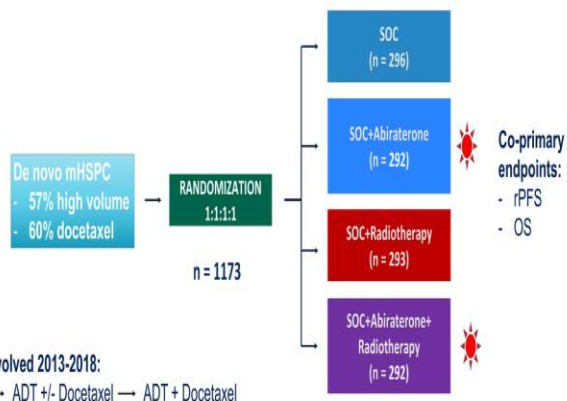 SOC
(n = 296)
SOC+Abiraterone
(n = 292)
SOC+Radiotherapy
(n = 293)
SOC+Abiraterone+
Radiotherapy
(n = 292)
De novo mHSPC
- 57% high volume
- 60% docetaxel
RANDOMIZATION
1:1:1:1
n = 1173
Co-primary
endpoints:
- rPFS
- OS
volved 2013-2018:
→ ADT +/- Docetaxel → ADT + Docetaxel